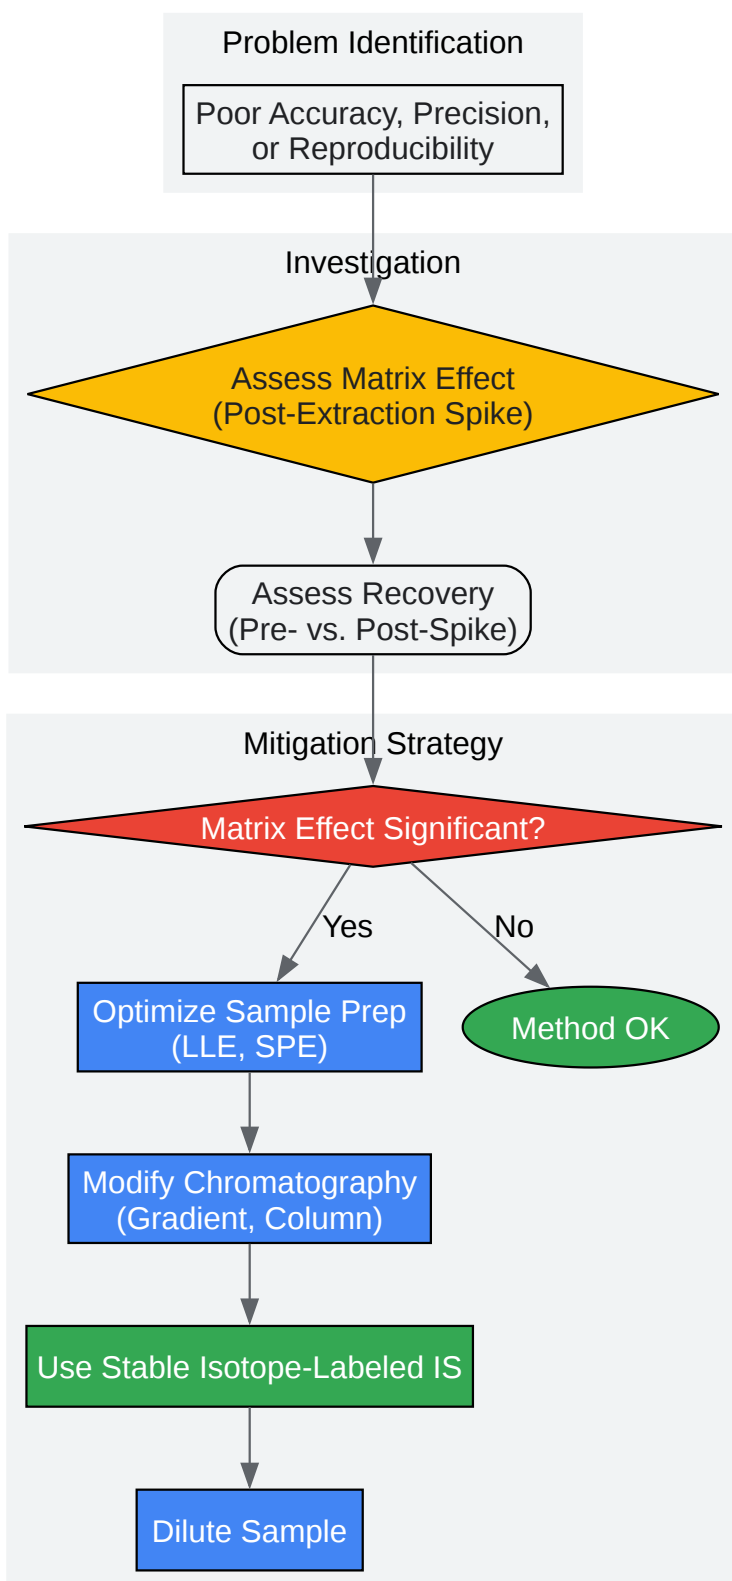 Problem Identification
Poor Accuracy, Precision,
or Reproducibility
Investigation
Assess Matrix Effect
(Post-Extraction Spike)
Assess Recovery
(Pre- vs. Post-Spike)
Mitigation Strategy
Matrix Effect Significant?
Yes
No
Optimize Sample Prep
(LLE, SPE)
Method OK
Modify Chromatography
(Gradient, Column)
Use Stable Isotope-Labeled IS
Dilute Sample